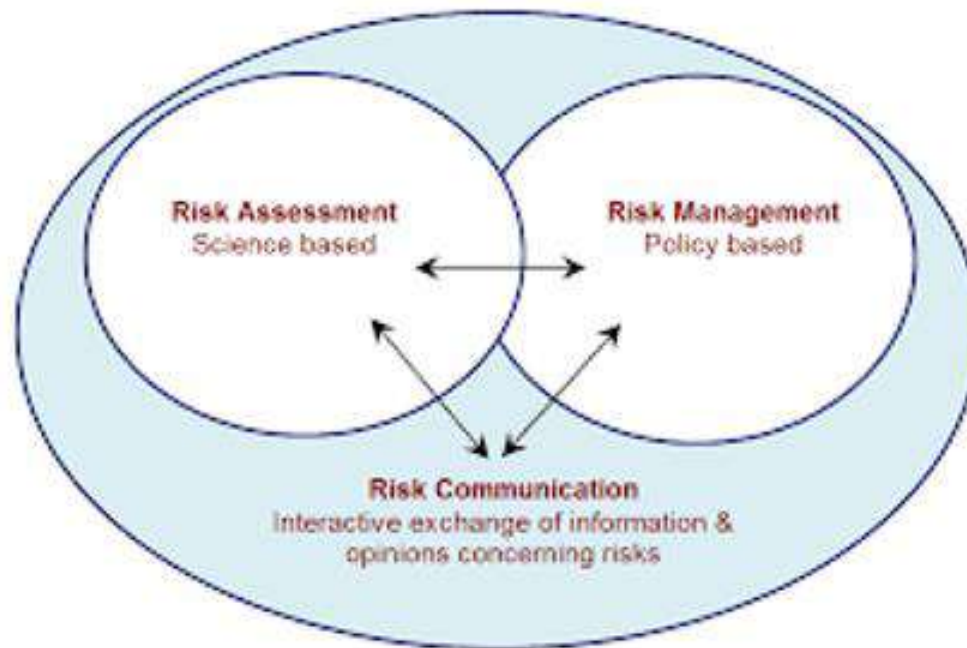 Risk Assessment
Science based
Risk Management
Policy based
Risk Communication
Interactive exchange of information &
opinions concerning risks